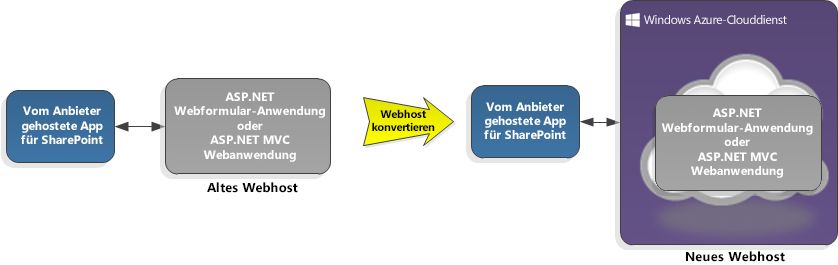 Vom Anbieter
gehostete App
für SharePoint
ASP.NET
Webformular-Anwendung
oder
ASP.NET MVC
Webanwendung
Altes Webhost
Webhost
konvertieren
Vom Anbieter
gehostete App
für SharePoint
Windows Azure-Clouddienst
ASP.NET
Webformular-Anwendung
oder
ASP.NET MVC
Webanwendung
Neues Webhost